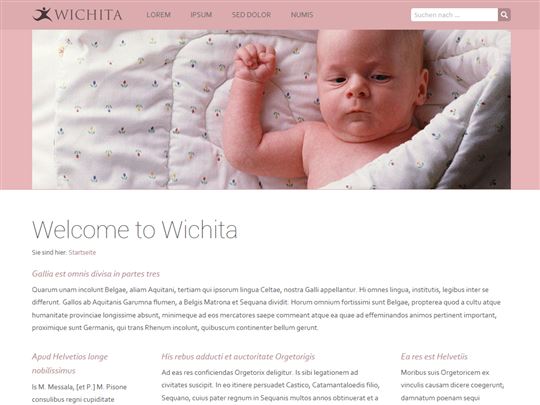 WICHITA LOREM IPSUM SED DOLOR NUMIS Suchen nach ...
Welcome to Wichita
Sie sind hier: Startseite
Gallia est omnis divisa in partes tres
Quarum unam incolunt Belgae, aliam Aquitani, tertiam qui ipsorum lingua Celtae, nostra Galli appellantur. Hi omnes lingua, institutis, legibus inter se
differunt. Gallos ab Aquitanis Garumna flumen, a Belgis Matrona et Sequana dividit. Horum omnium fortissimi sunt Belgae, propterea quod a cultu atque
humanitate provinciae longissime absunt, minimeque ad eos mercatores saepe commeant atque ea quae ad effeminandos animos pertinent important,
proximique sunt Germanis, qui trans Rhenum incolunt, quibuscum continenter bellum gerunt.
Apud Helvetios longe
nobilissimus
Is M. Messala, [et P.] M. Pisone
consulibus regni cupiditate
His rebus adducti et auctoritate Orgetorigis
Ad eas res conficiendas Orgetorix deligitur. Is sibi legationem ad
civitates suscipit. In eo itinere persuadet Castico, Catamantaloedis filio,
Sequano, cuius pater regnum in Sequanis multos annos obtinuerat et a
Ea res est Helvetiis
Moribus suis Orgetoricem ex
vinculis causam dicere coegerunt;
damnatum poenam sequi